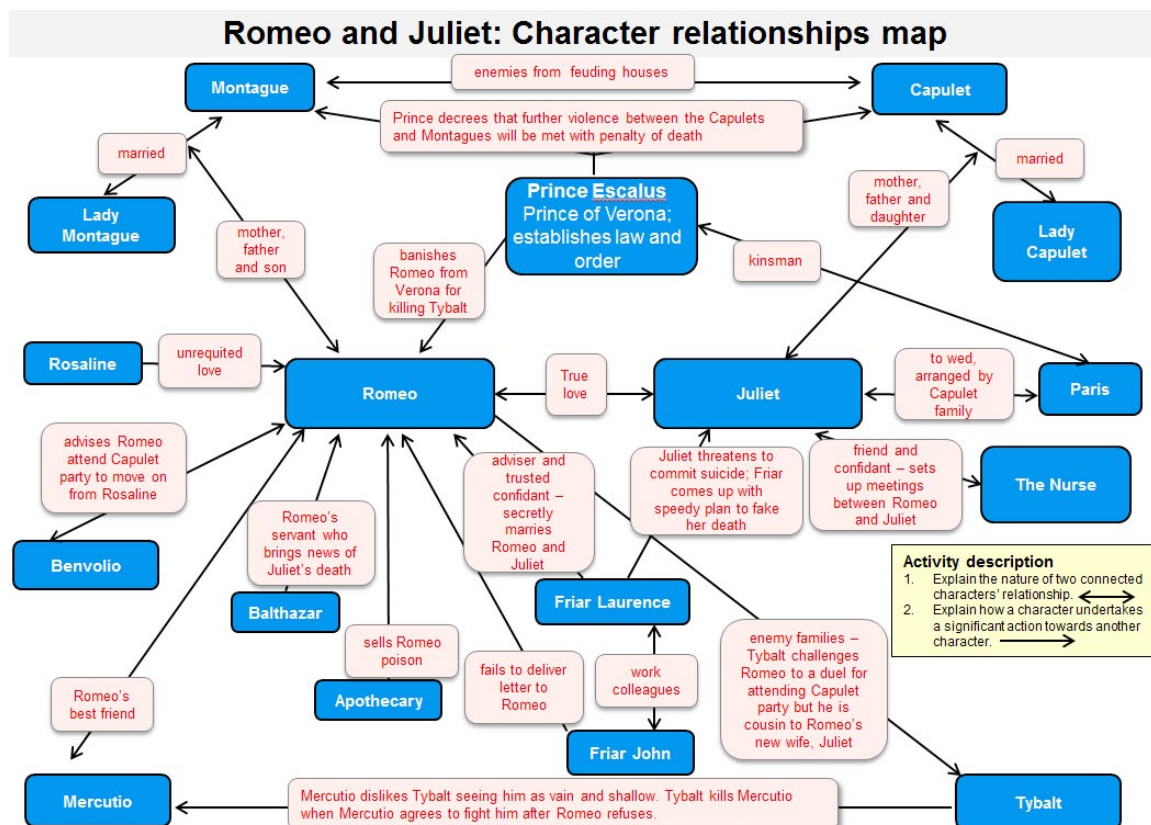 Romeo and Juliet: Character relationships map
Montague
enemies from feuding houses
Capulet
Prince decrees that further violence between the Capulets
and Montagues will be met with penalty of death
married
married
Prince Escalus
Prince of Verona;
establishes law and
order
mother,
father and
daughter
Lady
Montague
Lady
Capulet
mother,
father
and son
banishes
Romeo from
Verona for
killing Tybalt
kinsman
Rosaline
unrequited
love
Romeo
True
love
Juliet
to wed,
arranged by
Capulet
family
Paris
advises Romeo
attend Capulet
party to move on
from Rosaline
adviser and
trusted
confidant –
secretly
marries
Romeo and
Juliet
Juliet threatens to
commit suicide; Friar
comes up with
speedy plan to fake
her death
friend and
confidant – sets
up meetings
between Romeo
and Juliet
The Nurse
Romeo's
servant who
brings news of
Juliet's death
Benvolio
Balthazar
Friar Laurence
Activity description
1. Explain the nature of two connected
characters' relationship.
2. Explain how a character undertakes
a significant action towards another
character.
sells Romeo
poison
fails to deliver
letter to
Romeo
work
colleagues
enemy families –
Tybalt challenges
Romeo to a duel for
attending Capulet
party but he is
cousin to Romeo's
new wife, Juliet
Romeo's
best friend
Apothecary
Friar John
Mercutio
Mercutio dislikes Tybalt seeing him as vain and shallow. Tybalt kills Mercutio
when Mercutio agrees to fight him after Romeo refuses.
Tybalt